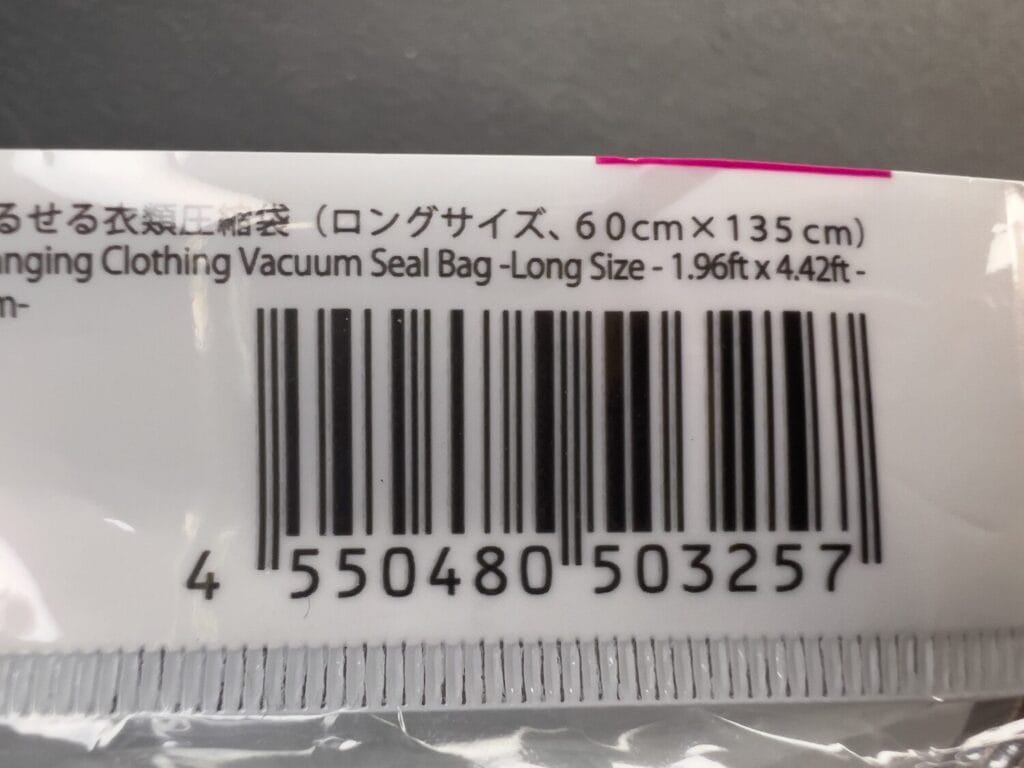 るせる衣類圧縮袋（ロングサイズ、60cm×135cm）
anging Clothing Vacuum Seal Bag -Long Size - 1.96ft x 4.42ft -
m-
4 550480 503257